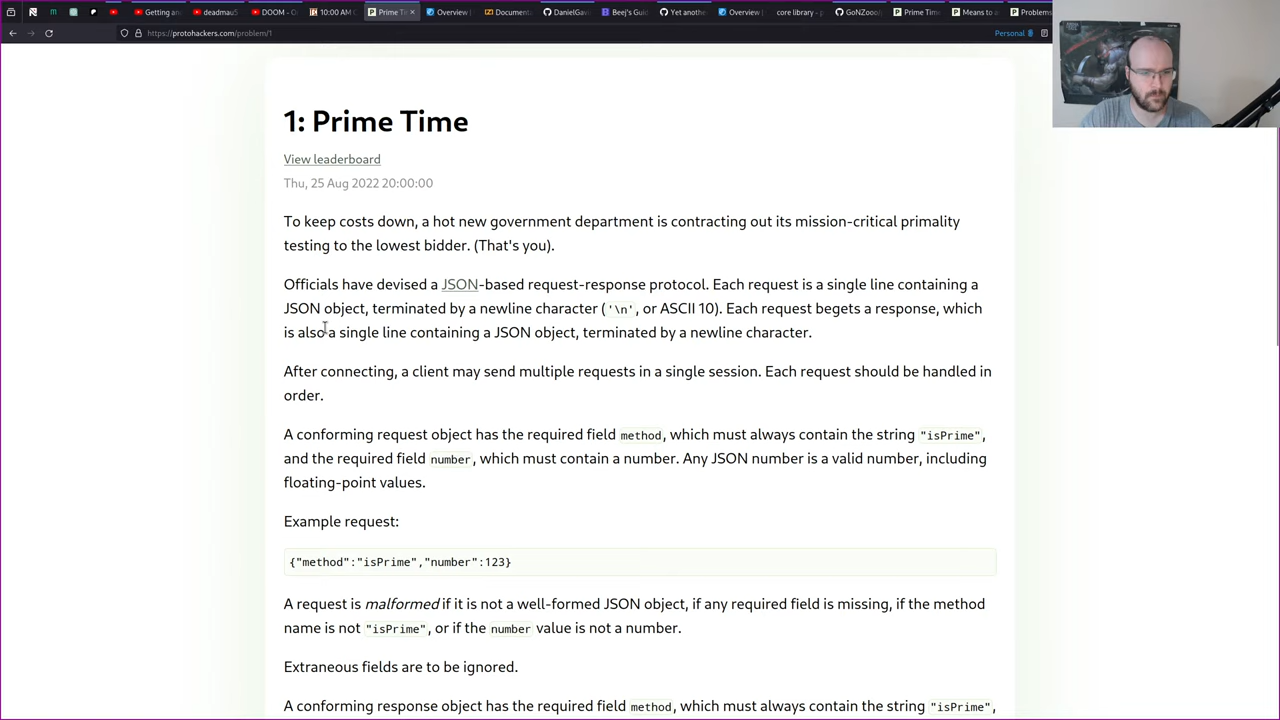 Getting an
deadmau5
DOOM - O
10:00 AM
Prime Tim
Overview
Documenta
DanielGav
Beej's Guid
Yet anothe
Overview
core library - p
GoNZooo/
Prime Time
Means to a
Problems
https://protohackers.com/problem/1
Personal
1: Prime Time
View leaderboard
Thu, 25 Aug 2022 20:00:00
To keep costs down, a hot new government department is contracting out its mission-critical primality
testing to the lowest bidder. (That's you).
Officials have devised a JSON-based request-response protocol. Each request is a single line containing a
JSON object, terminated by a newline character ('\n', or ASCII 10). Each request begets a response, which
is also a single line containing a JSON object, terminated by a newline character.
After connecting, a client may send multiple requests in a single session. Each request should be handled in
order.
A conforming request object has the required field method, which must always contain the string "isPrime",
and the required field number, which must contain a number. Any JSON number is a valid number, including
floating-point values.
Example request:
{"method":"isPrime","number":123}
A request is malformed if it is not a well-formed JSON object, if any required field is missing, if the method
name is not "isPrime", or if the number value is not a number.
Extraneous fields are to be ignored.
A conforming response object has the required field method, which must always contain the string "isPrime",